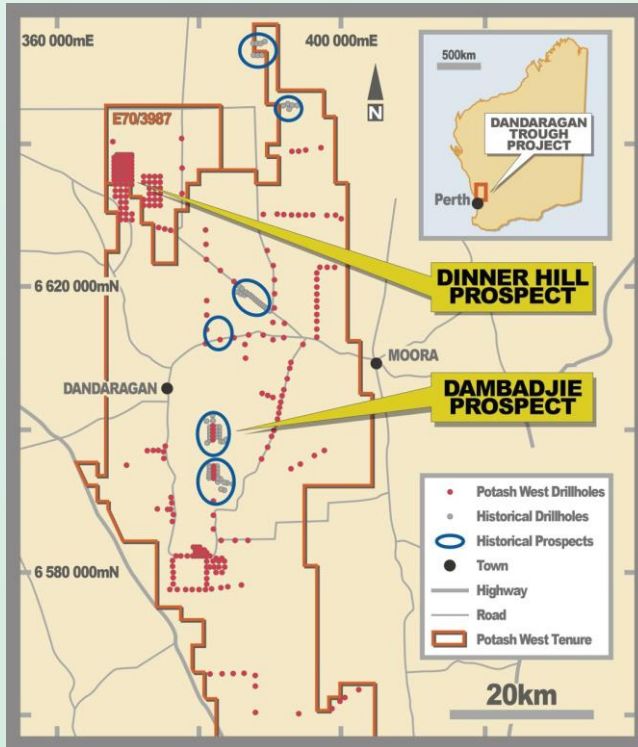 360 000mE
400 000mE
500km
DANDARAGAN
TROUGH
PROJECT
Perth
N
E70/3987
DINNER HILL
PROSPECT
6 620 000mN
MOORA
DANDARAGAN
DAMBADJIE
PROSPECT
Potash West Drillholes
Historical Drillholes
Historical Prospects
Town
Highway
Road
Potash West Tenure
6 580 000mN
20km